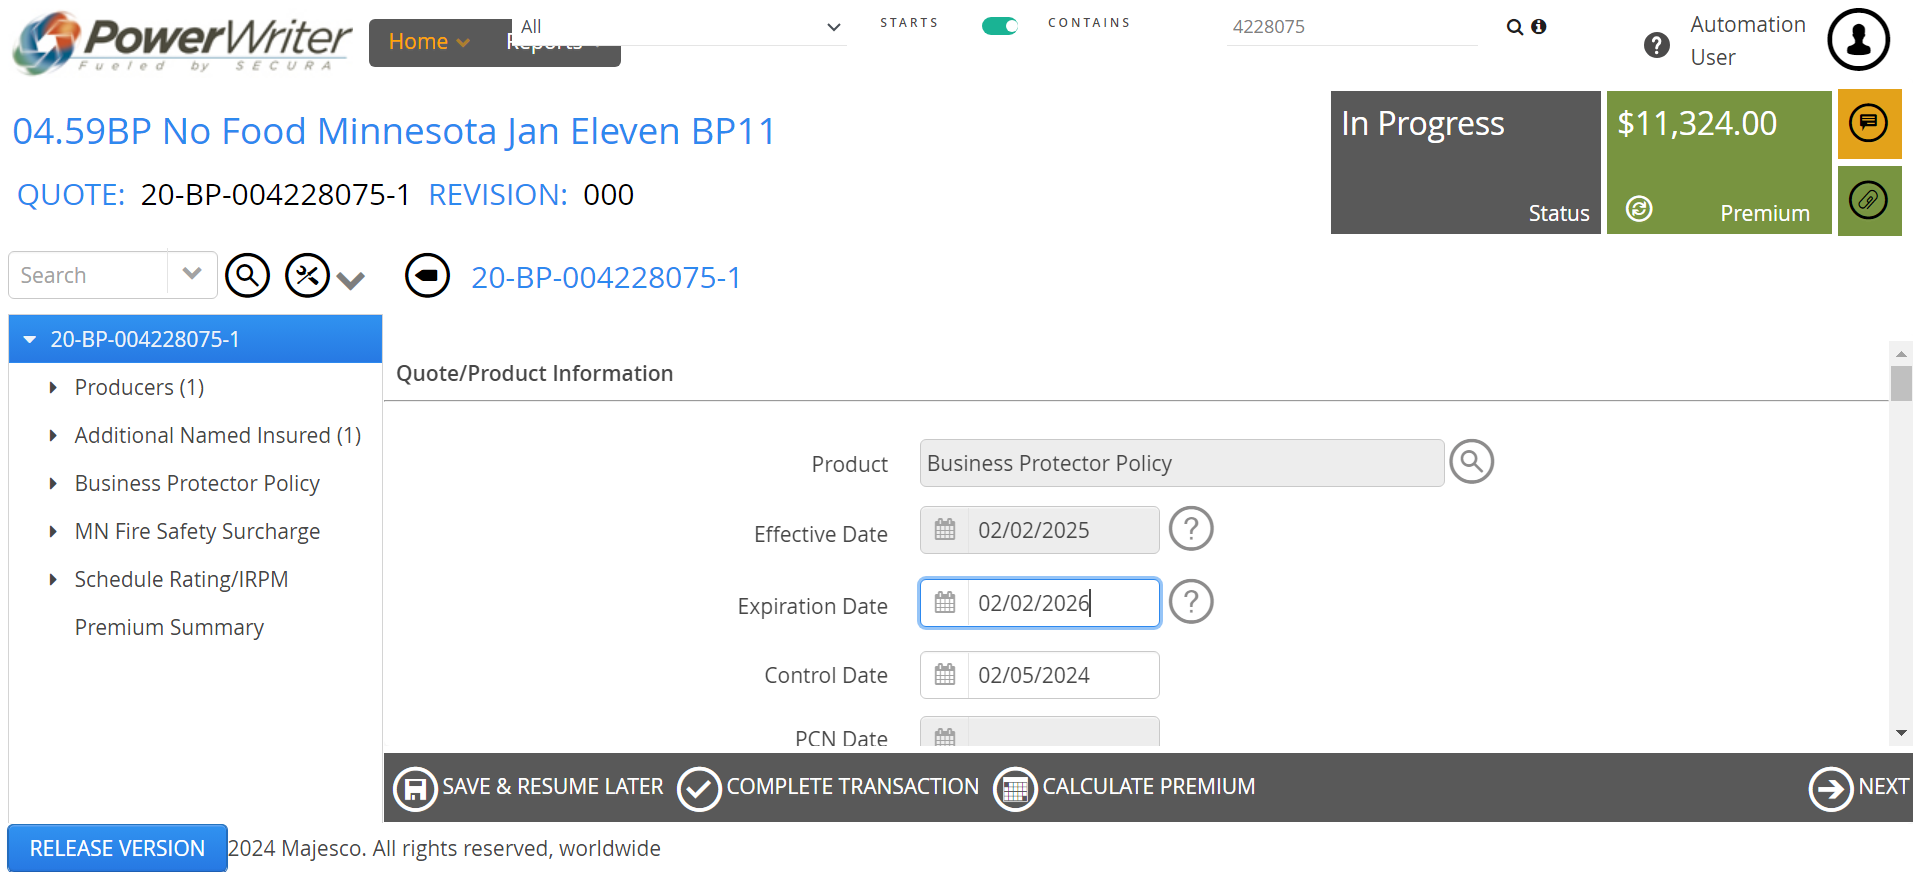 PowerWriter
Fueled by SECURA
Home
Reports
All
STARTS
CONTAINS
4228075
Automation
User
04.59BP No Food Minnesota Jan Eleven BP11
QUOTE: 20-BP-004228075-1 REVISION: 000
In Progress
Status
$11,324.00
Premium
Search
20-BP-004228075-1
20-BP-004228075-1
Producers (1)
Additional Named Insured (1)
Business Protector Policy
MN Fire Safety Surcharge
Schedule Rating/IRPM
Premium Summary
Quote/Product Information
Product Business Protector Policy
Effective Date 02/02/2025
Expiration Date 02/02/2026
Control Date 02/05/2024
PCN Date
SAVE & RESUME LATER COMPLETE TRANSACTION CALCULATE PREMIUM NEXT
RELEASE VERSION 2024 Majesco. All rights reserved, worldwide